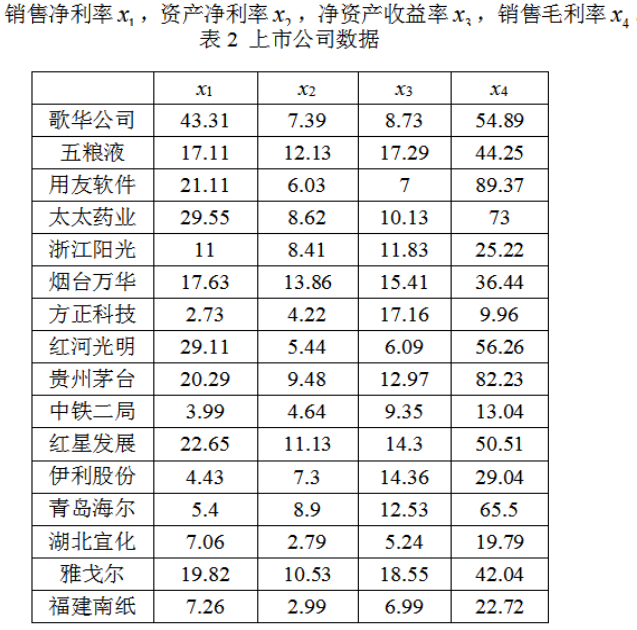 销售净利率 x₁，资产净利率 x₂，净资产收益率 x₃，销售毛利率 x₄
表 2 上市公司数据
x₁ x₂ x₃ x₄
歌华公司 43.31 7.39 8.73 54.89
五粮液 17.11 12.13 17.29 44.25
用友软件 21.11 6.03 7 89.37
太太药业 29.55 8.62 10.13 73
浙江阳光 11 8.41 11.83 25.22
烟台万华 17.63 13.86 15.41 36.44
方正科技 2.73 4.22 17.16 9.96
红河光明 29.11 5.44 6.09 56.26
贵州茅台 20.29 9.48 12.97 82.23
中铁二局 3.99 4.64 9.35 13.04
红星发展 22.65 11.13 14.3 50.51
伊利股份 4.43 7.3 14.36 29.04
青岛海尔 5.4 8.9 12.53 65.5
湖北宜化 7.06 2.79 5.24 19.79
雅戈尔 19.82 10.53 18.55 42.04
福建南纸 7.26 2.99 6.99 22.72